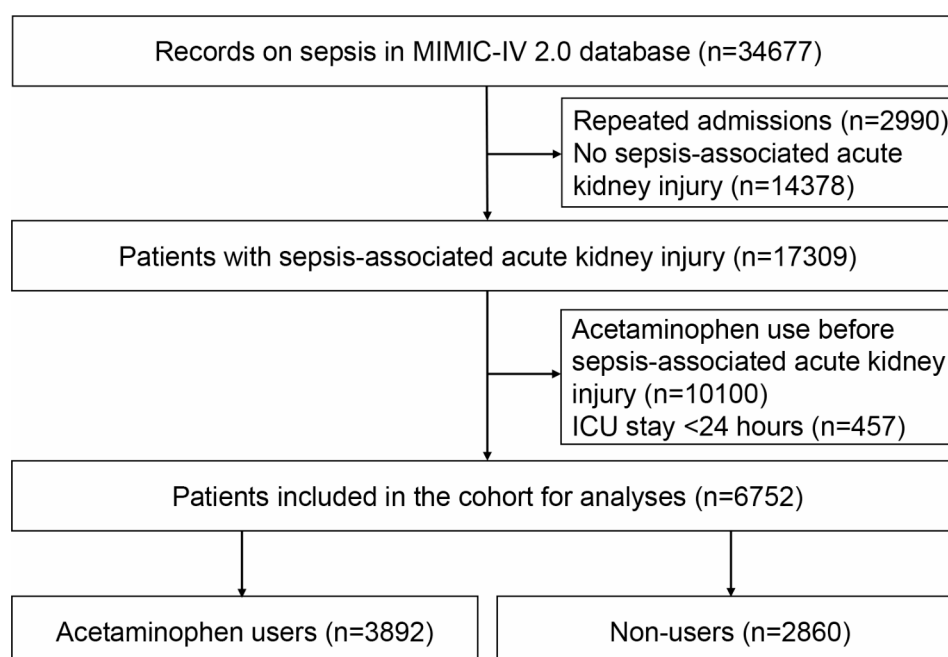 Records on sepsis in MIMIC-IV 2.0 database (n=34677)
Repeated admissions (n=2990)
No sepsis-associated acute
kidney injury (n=14378)
Patients with sepsis-associated acute kidney injury (n=17309)
Acetaminophen use before
sepsis-associated acute kidney
injury (n=10100)
ICU stay <24 hours (n=457)
Patients included in the cohort for analyses (n=6752)
Acetaminophen users (n=3892)
Non-users (n=2860)